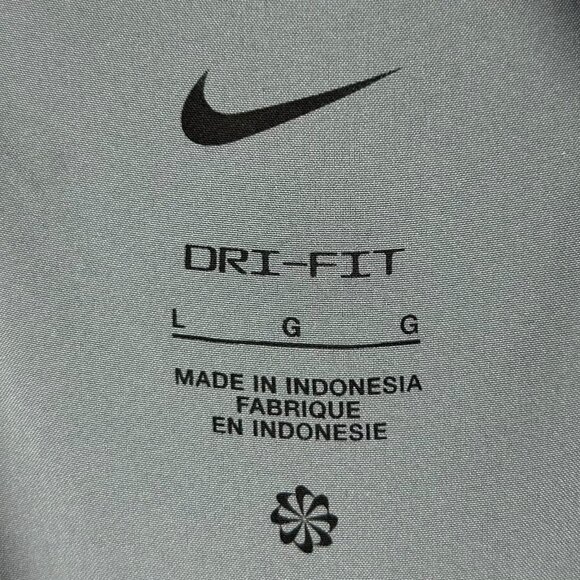 DRI-FIT
L G G
MADE IN INDONESIA
FABRIQUE
EN INDONESIE